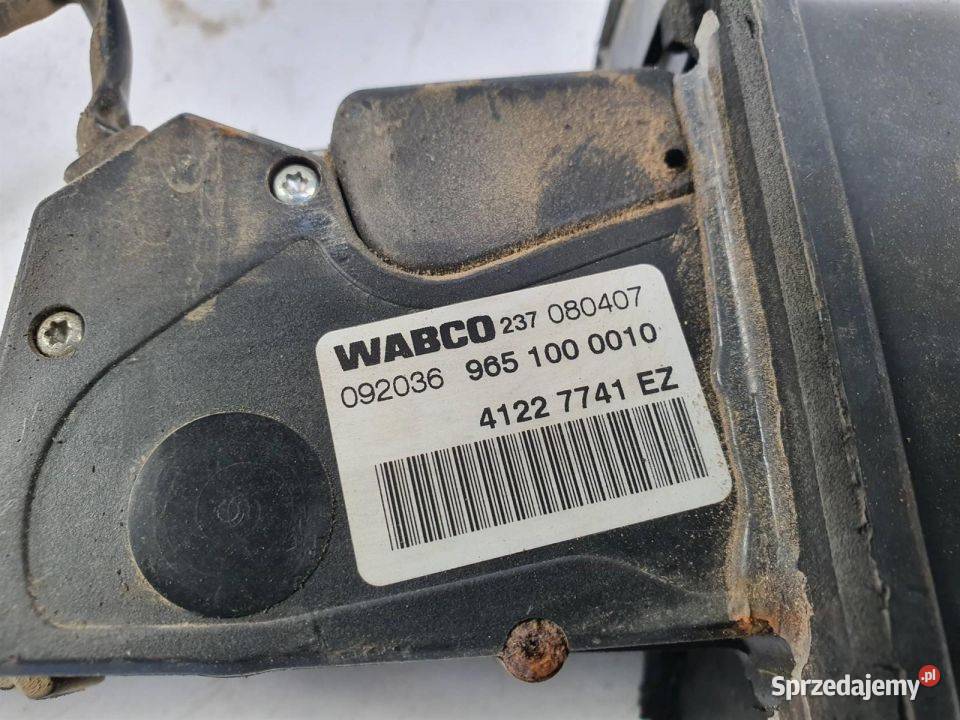 WABCO 237 080407
092036 965 100 0010
4122 7741 EZ
Sprzedajemy.pl